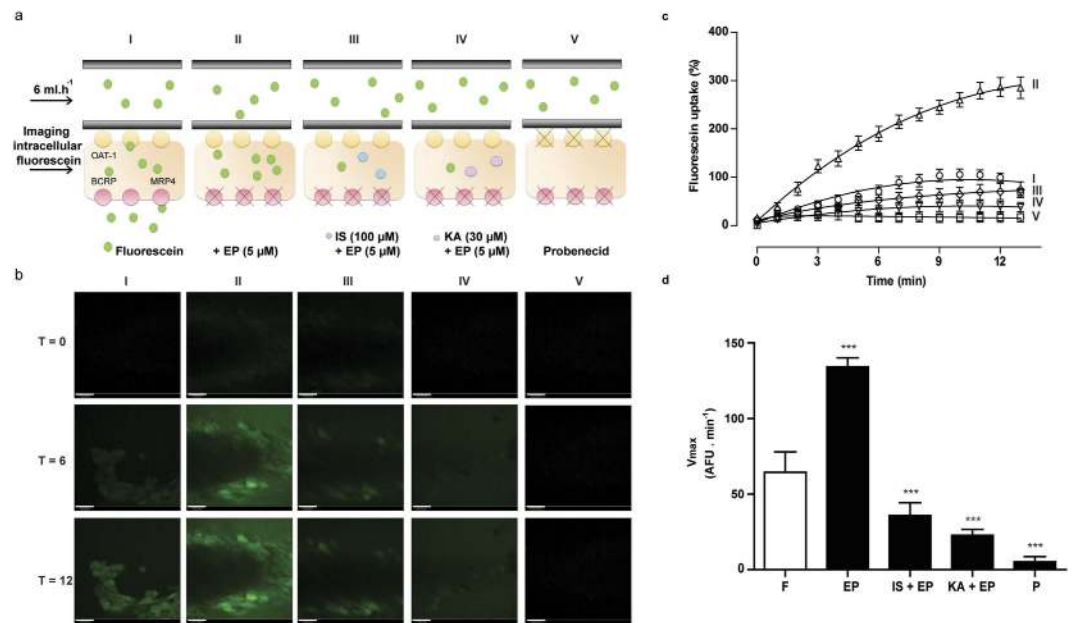 a
I II III IV V
6 ml.h⁻¹
Imaging
intracellular
fluorescein
OAT-1
BCRP MRP4
Fluorescein
+ EP (5 µM)
IS (100 µM)
+ EP (5 µM)
KA (30 µM)
+ EP (5 µM)
Probenecid
b
I II III IV V
T = 0
T = 6
T = 12
c
Fluorescein uptake (%)
400
300
200
100
0
II
I
III
IV
V
0 3 6 9 12
Time (min)
d
Vmax
(AFU . min⁻¹)
150
100
50
0
***
***
***
***
F EP IS + EP KA + EP P